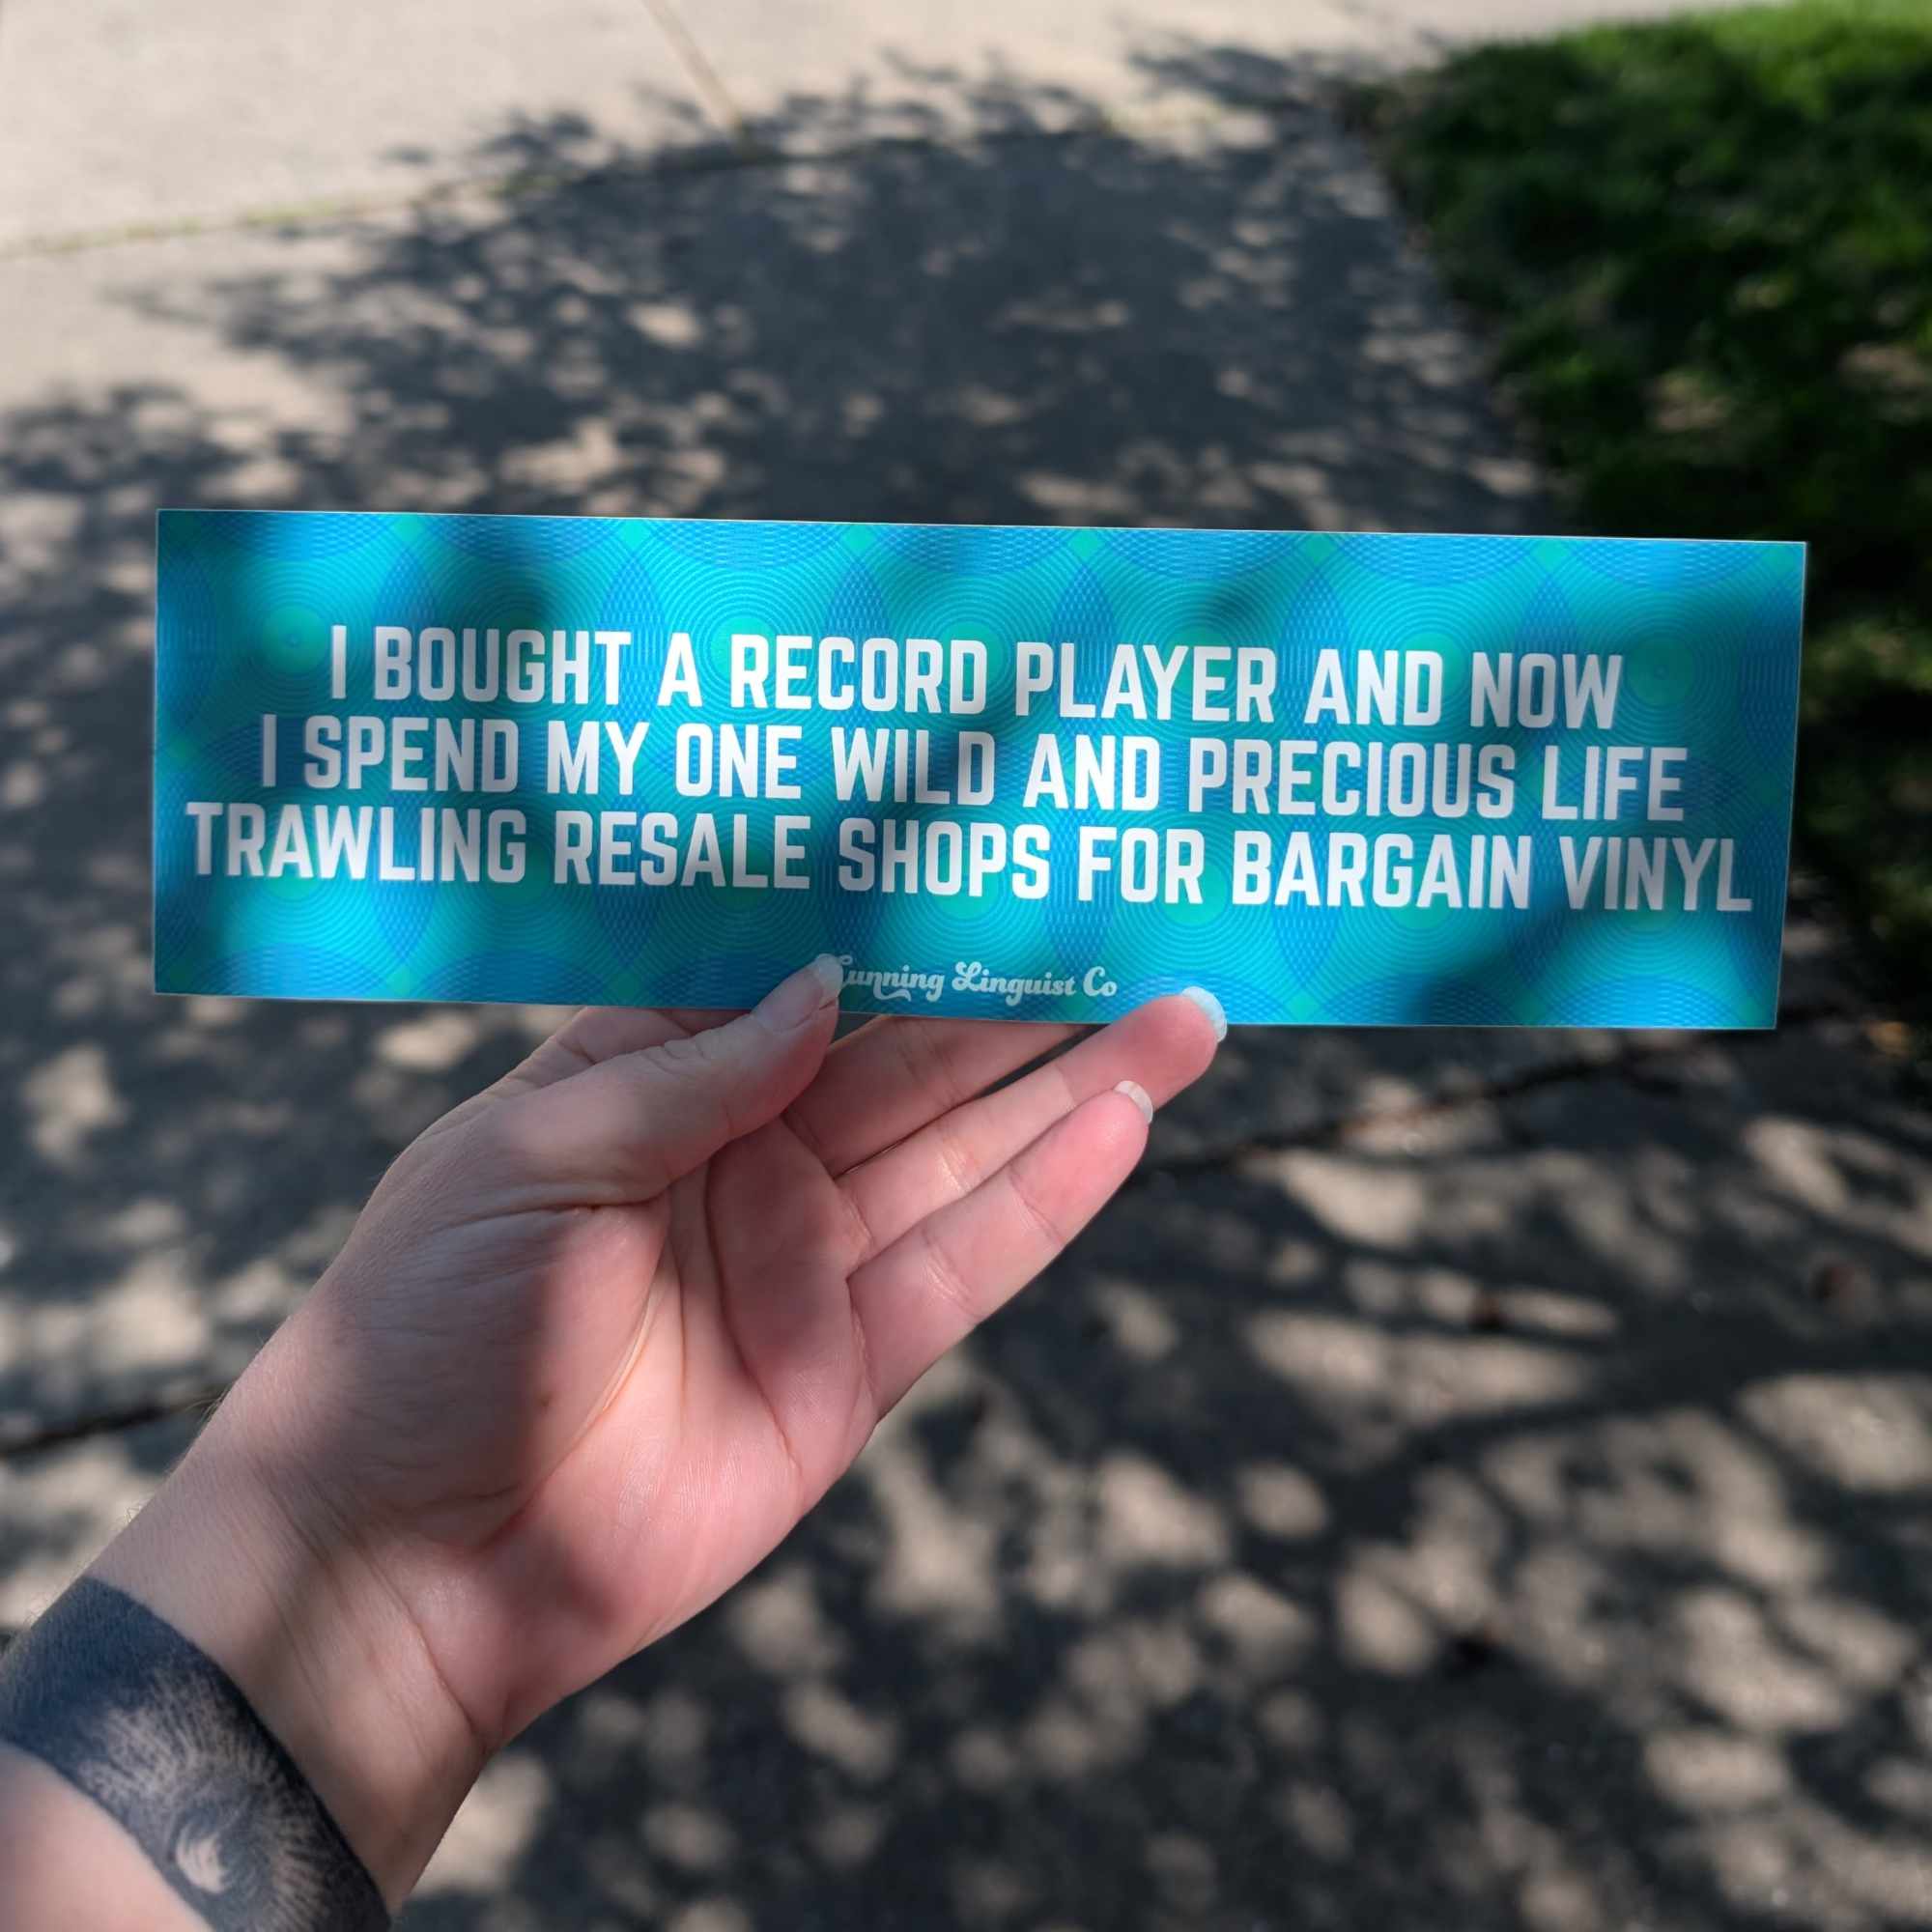 I BOUGHT A RECORD PLAYER AND NOW
I SPEND MY ONE WILD AND PRECIOUS LIFE
TRAWLING RESALE SHOPS FOR BARGAIN VINYL
Cunning Linguist Co